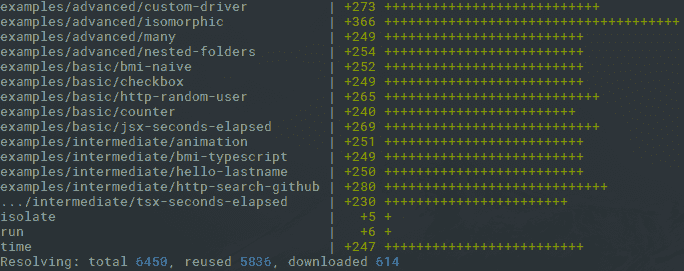 examples/advanced/custom-driver | +273 +++++++++++++++++++++++++++
examples/advanced/isomorphic | +366 +++++++++++++++++++++++++++++++++++++
examples/advanced/many | +249 +++++++++++++++++++++++++
examples/advanced/nested-folders | +254 +++++++++++++++++++++++++
examples/basic/bmi-naive | +252 +++++++++++++++++++++++++
examples/basic/checkbox | +249 +++++++++++++++++++++++++
examples/basic/http-random-user | +265 +++++++++++++++++++++++++++
examples/basic/counter | +240 ++++++++++++++++++++++++
examples/basic/jsx-seconds-elapsed | +269 +++++++++++++++++++++++++++
examples/intermediate/animation | +251 +++++++++++++++++++++++++
examples/intermediate/bmi-typescript | +249 +++++++++++++++++++++++++
examples/intermediate/hello-lastname | +250 +++++++++++++++++++++++++
examples/intermediate/http-search-github | +280 ++++++++++++++++++++++++++++
.../intermediate/tsx-seconds-elapsed | +230 +++++++++++++++++++++++
isolate | +5 +
run | +6 +
time | +247 +++++++++++++++++++++++++
Resolving: total 6450, reused 5836, downloaded 614